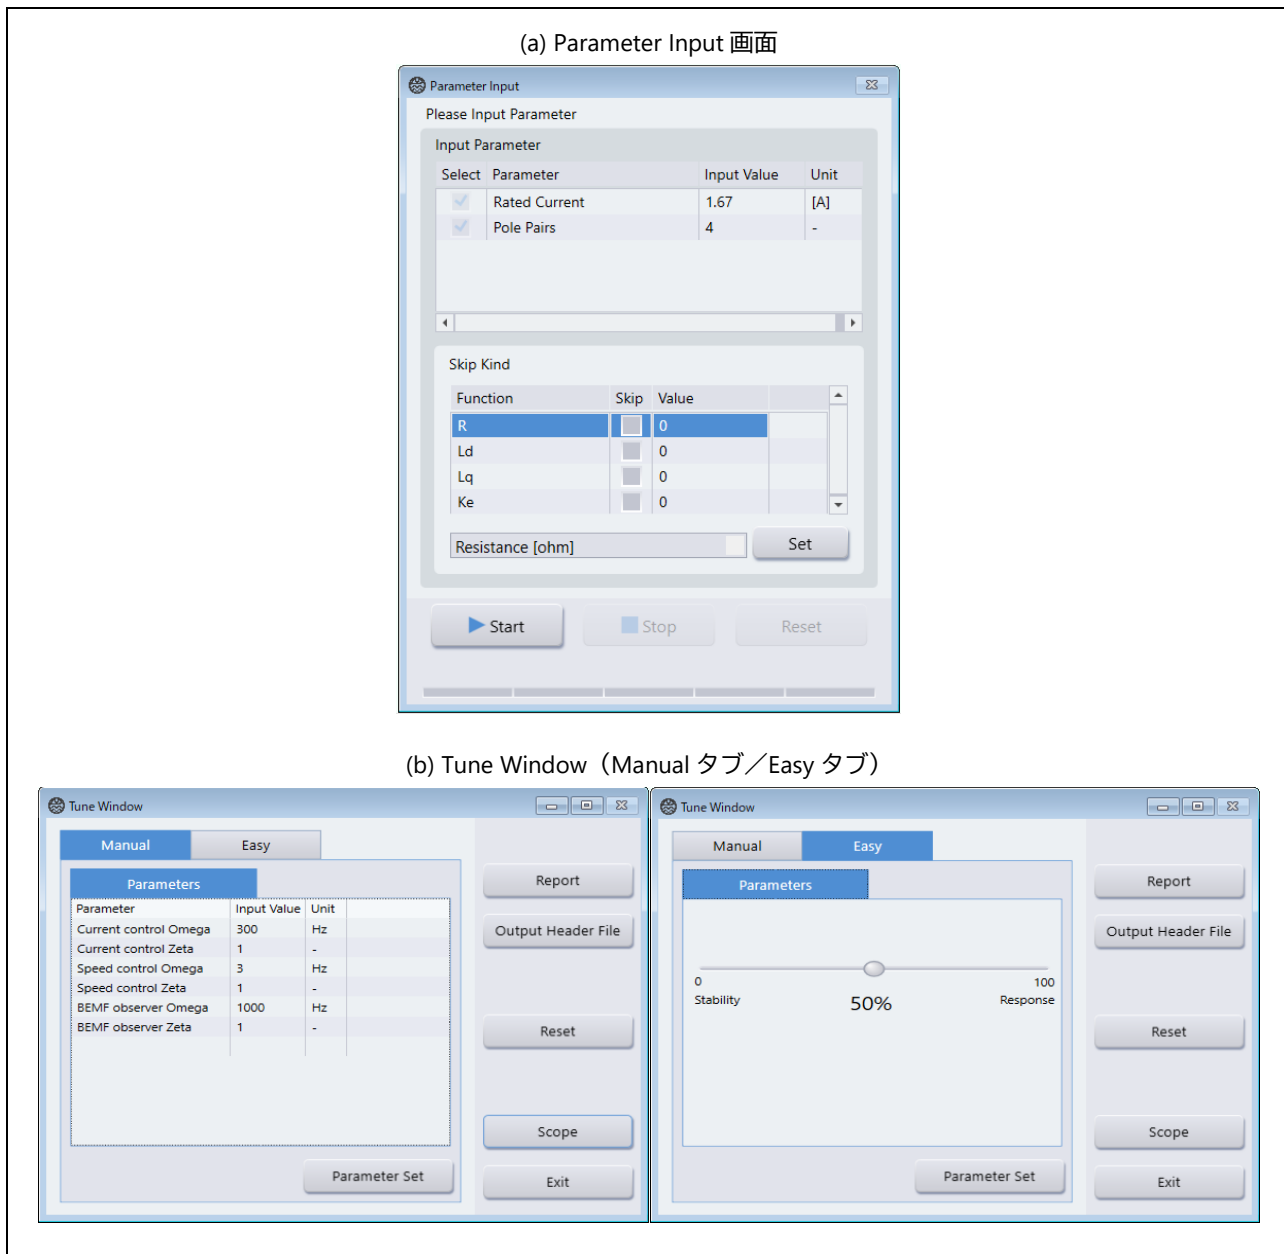 (a) Parameter Input 画面
Parameter Input
Please Input Parameter
Input Parameter
Select Parameter Input Value Unit
Rated Current 1.67 [A]
Pole Pairs 4 -
Skip Kind
Function Skip Value
R 0
Ld 0
Lq 0
Ke 0
Resistance [ohm] Set
Start Stop Reset
(b) Tune Window（Manual タブ／Easy タブ）
Tune Window
Manual Easy
Parameters
Parameter Input Value Unit
Current control Omega 300 Hz
Current control Zeta 1 -
Speed control Omega 3 Hz
Speed control Zeta 1 -
BEMF observer Omega 1000 Hz
BEMF observer Zeta 1 -
Parameter Set
Report
Output Header File
Reset
Scope
Exit
Tune Window
Manual Easy
Parameters
0 100
Stability 50% Response
Parameter Set
Report
Output Header File
Reset
Scope
Exit